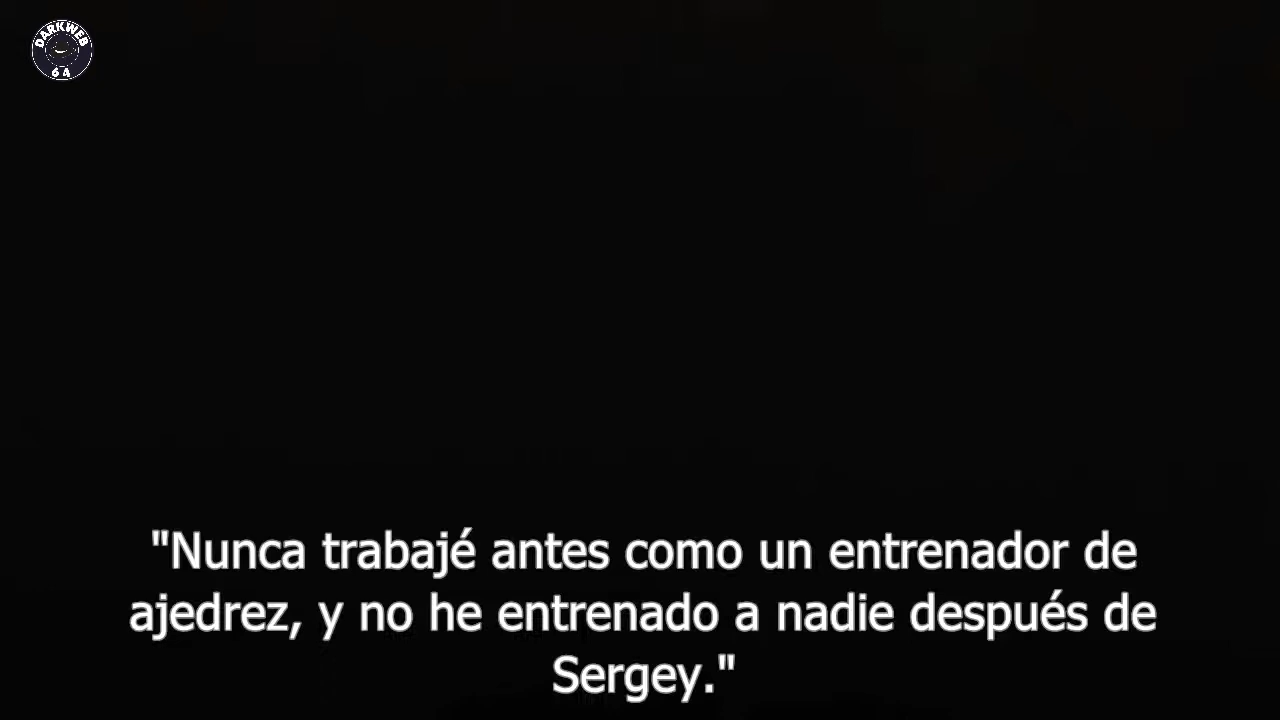 DARKWEB
64
"Nunca trabajé antes como un entrenador de
ajedrez, y no he entrenado a nadie después de
Sergey."